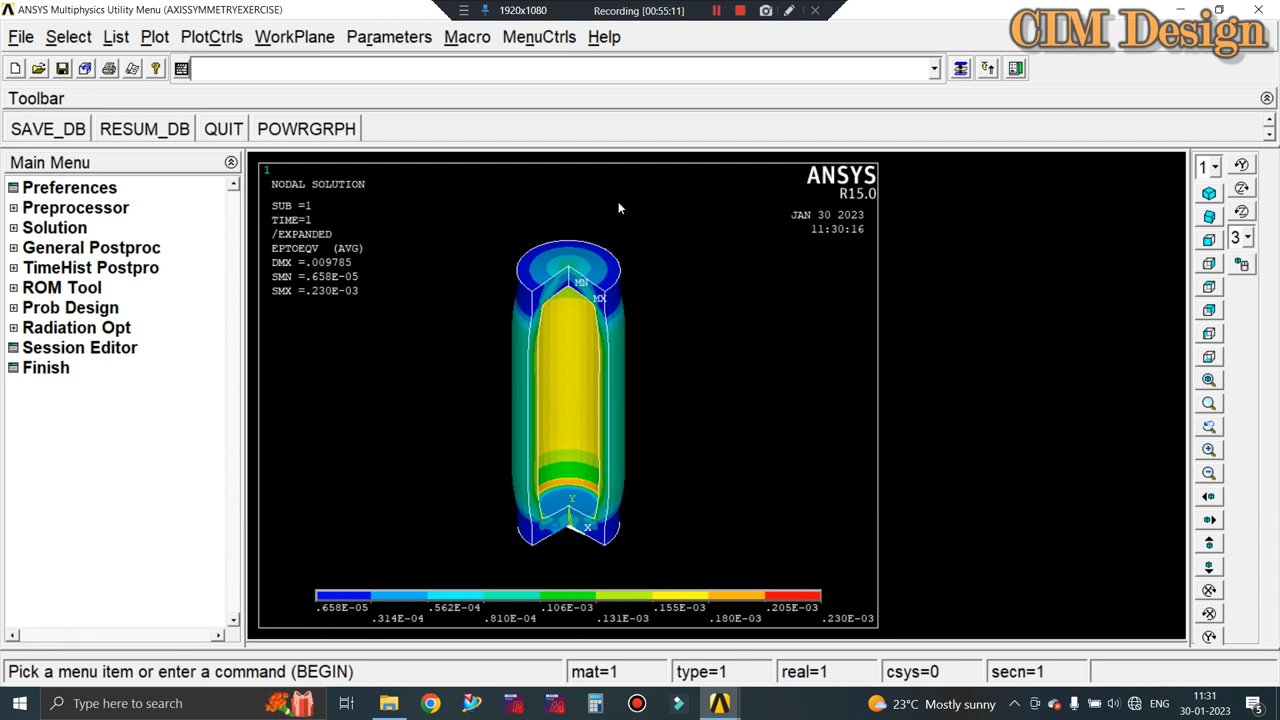 ANSYS Multiphysics Utility Menu (AXISSYMMETRYEXERCISE)
1920x1080
Recording [00:55:11]
CIM Design
File Select List Plot PlotCtrls WorkPlane Parameters Macro MenuCtrls Help
Toolbar
SAVE_DB RESUM_DB QUIT POWRGRPH
Main Menu
Preferences
Preprocessor
Solution
General Postproc
TimeHist Postpro
ROM Tool
Prob Design
Radiation Opt
Session Editor
Finish
1
NODAL SOLUTION
SUB =1
TIME=1
/EXPANDED
EPTOEQV (AVG)
DMX =.009785
SMN =.658E-05
SMX =.230E-03
ANSYS
R15.0
JAN 30 2023
11:30:16
MN
MX
Y
X
.658E-05 .562E-04 .106E-03 .155E-03 .205E-03
.314E-04 .810E-04 .131E-03 .180E-03 .230E-03
1
3
Pick a menu item or enter a command (BEGIN) mat=1 type=1 real=1 csys=0 secn=1
Type here to search
23°C Mostly sunny
ENG
11:31
30-01-2023
5